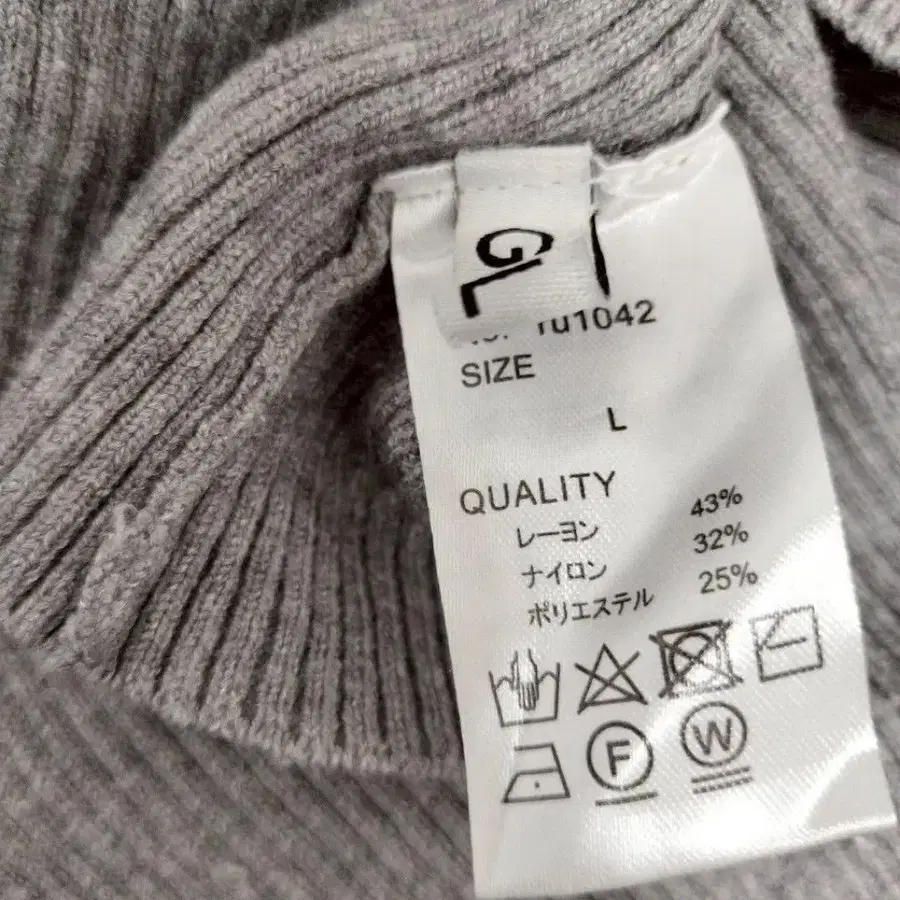 GL
ru1042
SIZE
L
QUALITY
レーヨン 43%
ナイロン 32%
ポリエステル 25%
F W